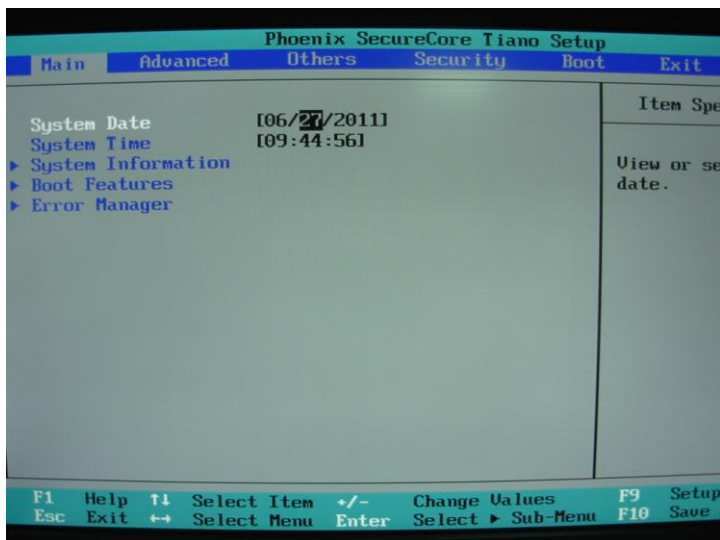 Phoenix SecureCore Tiano Setup
Main Advanced Others Security Boot Exit
Item Spe
System Date [06/27/2011]
System Time [09:44:56]
▶ System Information
▶ Boot Features
▶ Error Manager
View or se
date.
F1 Help ↑↓ Select Item +/- Change Values F9 Setup
Esc Exit ↔ Select Menu Enter Select ▶ Sub-Menu F10 Save